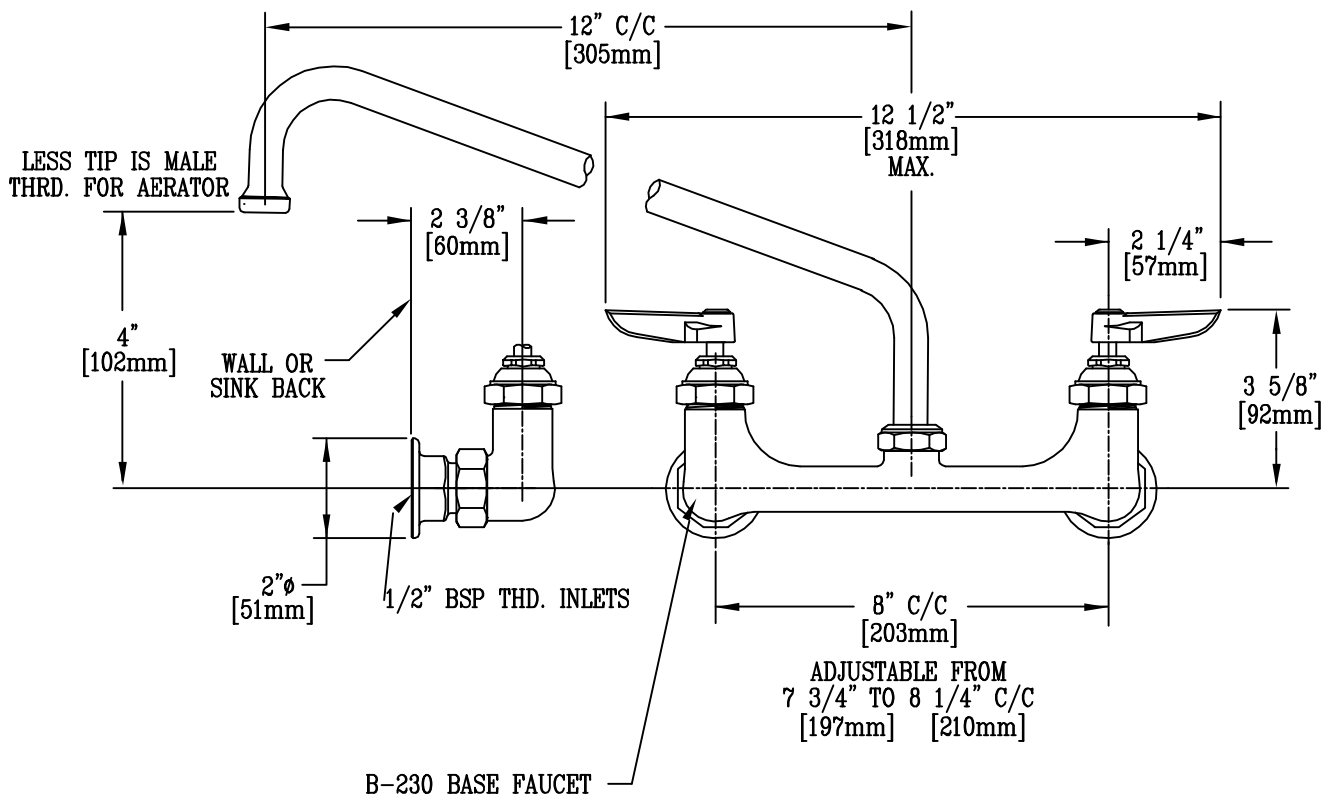 12" C/C
[305mm]
12 1/2"
[318mm]
MAX.
LESS TIP IS MALE
THRD. FOR AERATOR
2 3/8"
[60mm]
2 1/4"
[57mm]
4"
[102mm]
WALL OR
SINK BACK
3 5/8"
[92mm]
2"ø
[51mm]
1/2" BSP THD. INLETS
8" C/C
[203mm]
ADJUSTABLE FROM
7 3/4" TO 8 1/4" C/C
[197mm] [210mm]
B-230 BASE FAUCET